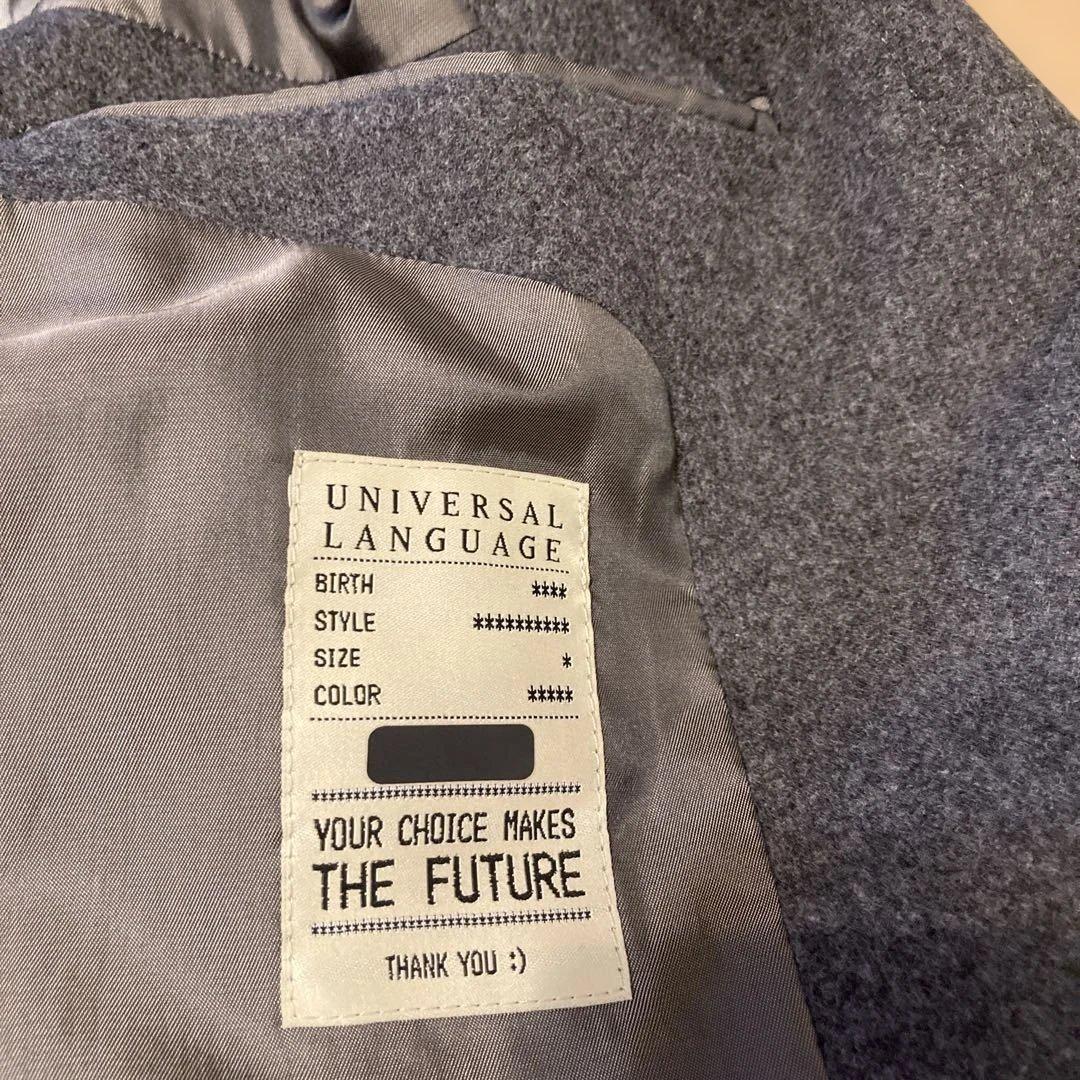 UNIVERSAL
LANGUAGE
BIRTH ****
STYLE **********
SIZE *
COLOR *****
YOUR CHOICE MAKES
THE FUTURE
THANK YOU :)